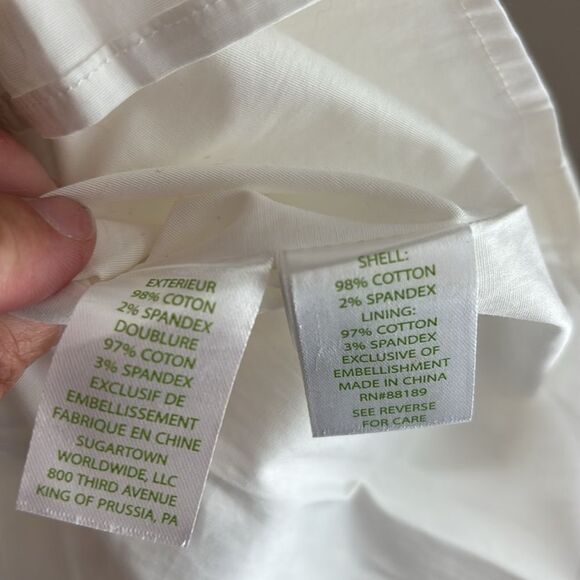 EXTERIEUR
98% COTON
2% SPANDEX
DOUBLURE
97% COTON
3% SPANDEX
EXCLUSIF DE
EMBELLISSEMENT
FABRIQUE EN CHINE
SUGARTOWN
WORLDWIDE, LLC
800 THIRD AVENUE
KING OF PRUSSIA, PA
SHELL:
98% COTTON
2% SPANDEX
LINING:
97% COTTON
3% SPANDEX
EXCLUSIVE OF
EMBELLISHMENT
MADE IN CHINA
RN#88189
SEE REVERSE
FOR CARE